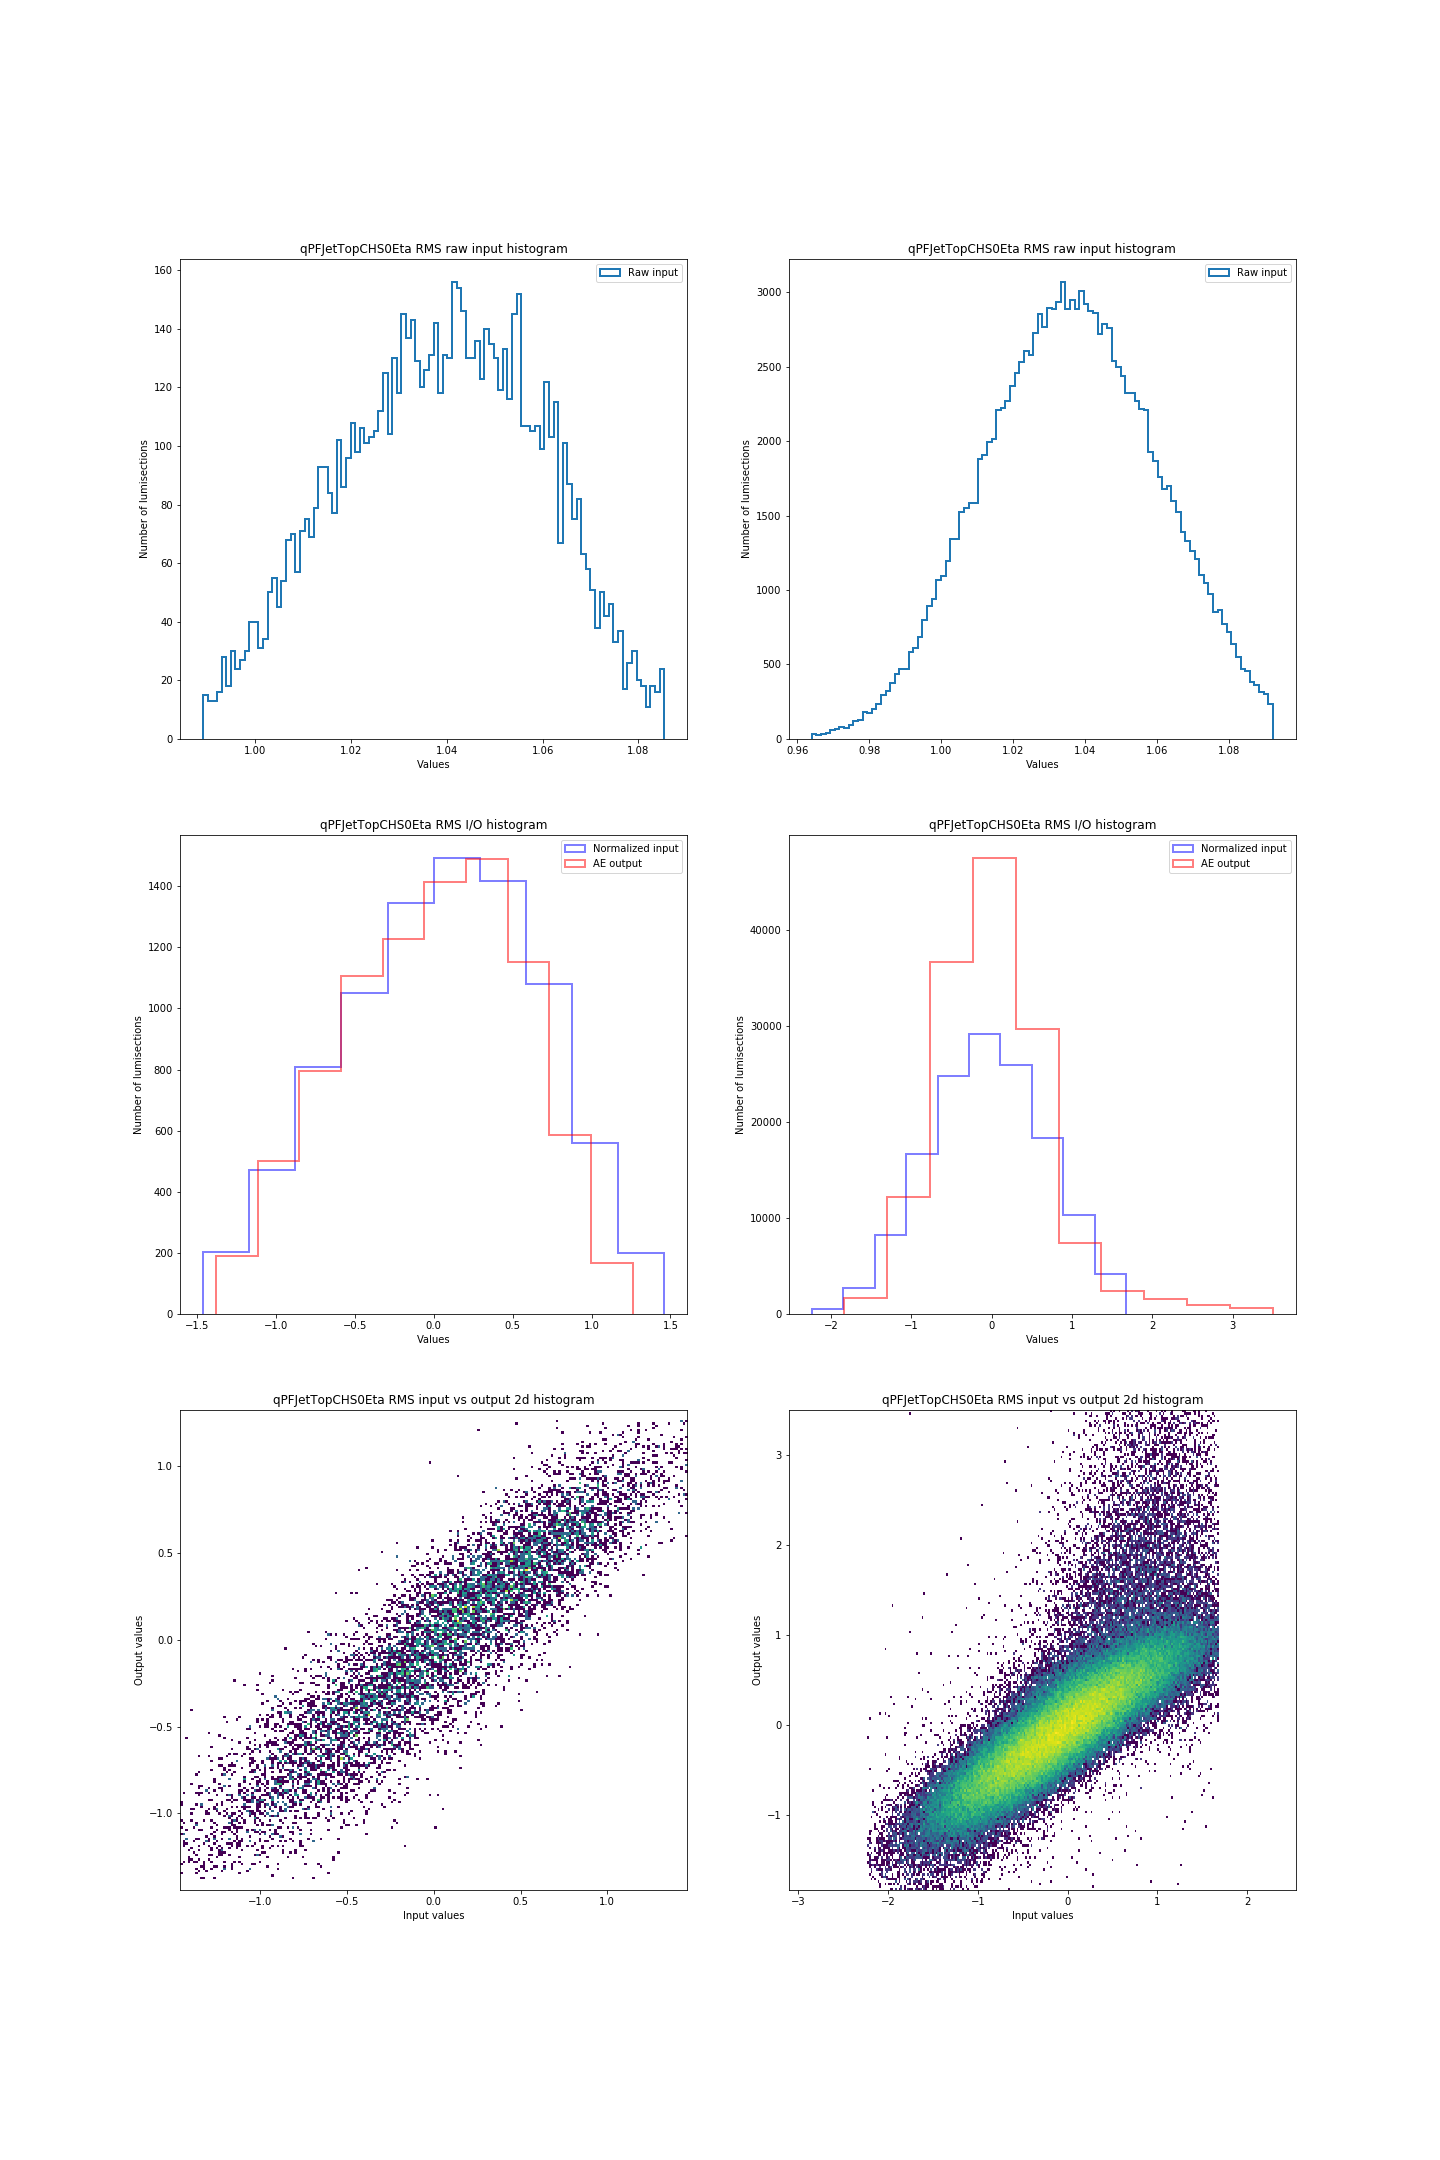 qPFJetTopCHS0Eta RMS raw input histogram
Raw input
160
140
120
100
80
60
40
20
0
Number of lumisections
1.00 1.02 1.04 1.06 1.08
Values
qPFJetTopCHS0Eta RMS raw input histogram
Raw input
3000
2500
2000
1500
1000
500
0
Number of lumisections
0.96 0.98 1.00 1.02 1.04 1.06 1.08
Values
qPFJetTopCHS0Eta RMS I/O histogram
Normalized input
AE output
1400
1200
1000
800
600
400
200
0
Number of lumisections
−1.5 −1.0 −0.5 0.0 0.5 1.0 1.5
Values
qPFJetTopCHS0Eta RMS I/O histogram
Normalized input
AE output
40000
30000
20000
10000
0
Number of lumisections
−2 −1 0 1 2 3
Values
qPFJetTopCHS0Eta RMS input vs output 2d histogram
1.0
0.5
0.0
−0.5
−1.0
Output values
−1.0 −0.5 0.0 0.5 1.0
Input values
qPFJetTopCHS0Eta RMS input vs output 2d histogram
3
2
1
0
−1
Output values
−3 −2 −1 0 1 2
Input values